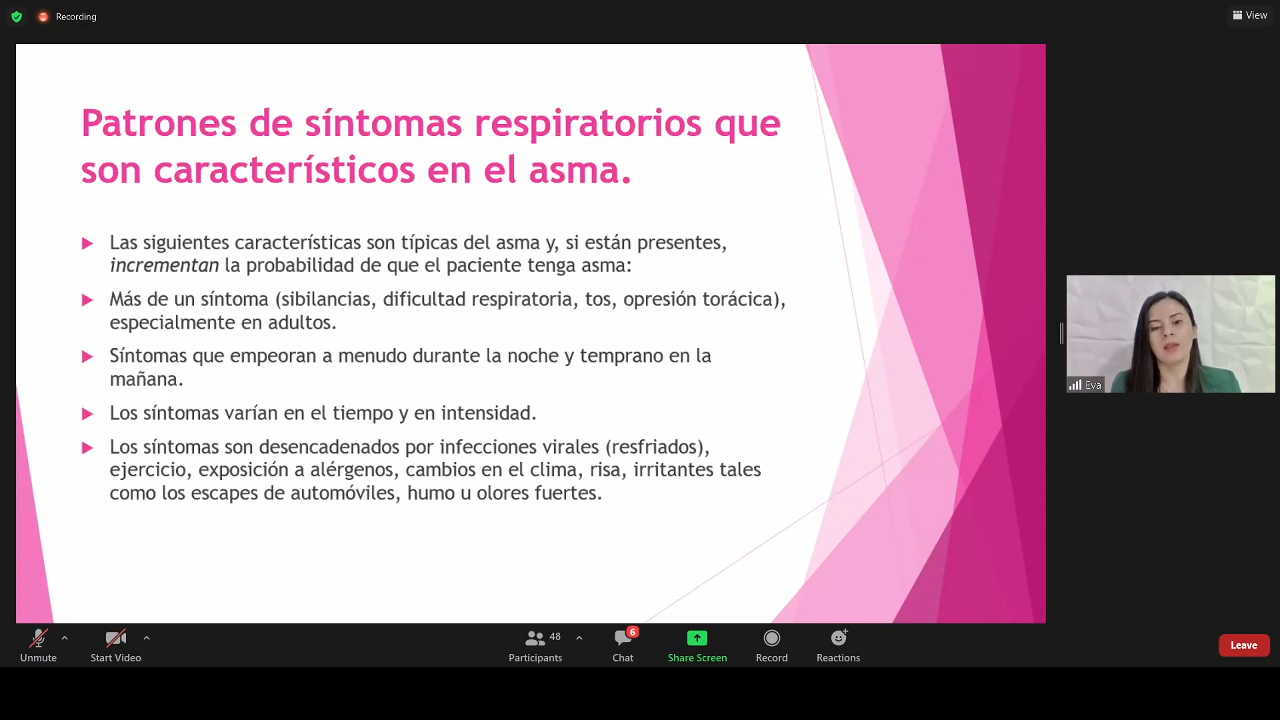 Recording
View
Patrones de síntomas respiratorios que
son característicos en el asma.
Las siguientes características son típicas del asma y, si están presentes,
incrementan la probabilidad de que el paciente tenga asma:
Más de un síntoma (sibilancias, dificultad respiratoria, tos, opresión torácica),
especialmente en adultos.
Síntomas que empeoran a menudo durante la noche y temprano en la
mañana.
Los síntomas varían en el tiempo y en intensidad.
Los síntomas son desencadenados por infecciones virales (resfriados),
ejercicio, exposición a alérgenos, cambios en el clima, risa, irritantes tales
como los escapes de automóviles, humo u olores fuertes.
Eva
Unmute
Start Video
48
Participants
6
Chat
Share Screen
Record
Reactions
Leave